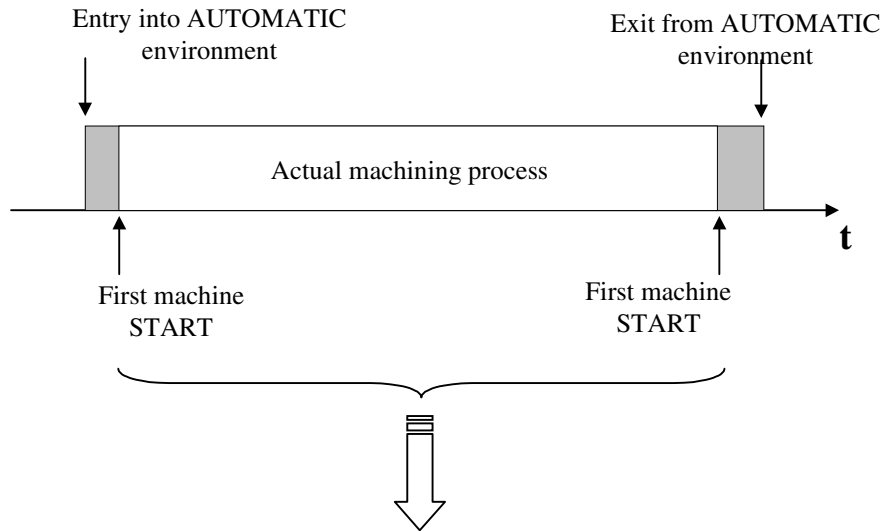 Entry into AUTOMATIC
environment
Exit from AUTOMATIC
environment
Actual machining process
t
First machine
START
First machine
START